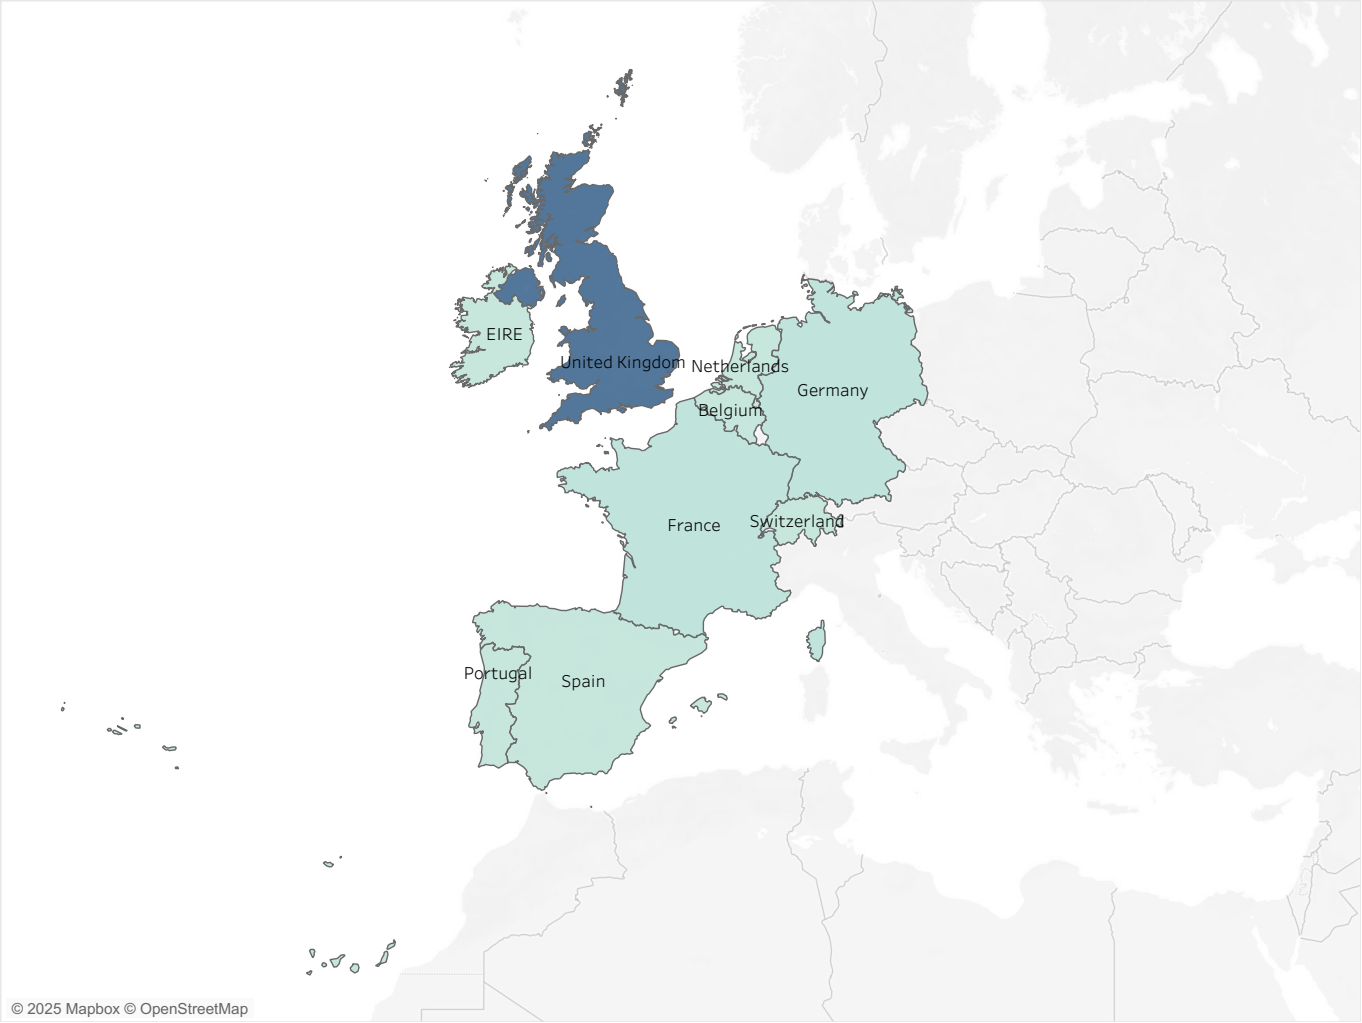 EIRE
United Kingdom
Netherlands
Germany
Belgium
Switzerland
France
Portugal
Spain
© 2025 Mapbox © OpenStreetMap